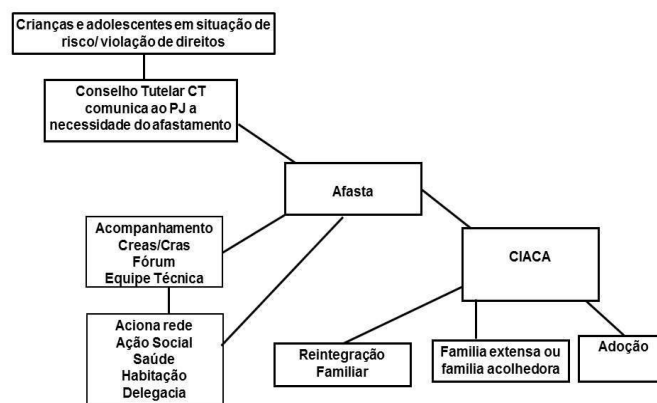 Crianças e adolescentes em situação de
risco/ violação de direitos
Conselho Tutelar CT
comunica ao PJ a
necessidade do afastamento
Afasta
Acompanhamento
Creas/Cras
Fórum
Equipe Técnica
CIACA
Aciona rede
Ação Social
Saúde
Habitação
Delegacia
Reintegração
Familiar
Familia extensa ou
familia acolhedora
Adoção